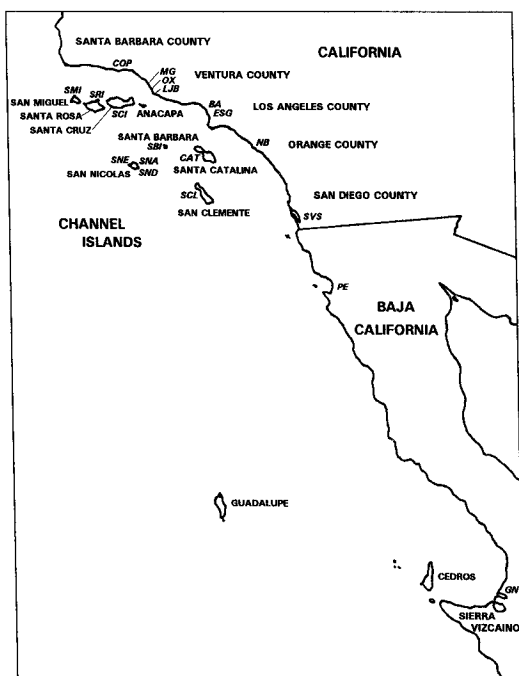 SANTA BARBARA COUNTY
CALIFORNIA
COP
MG
OX
LJB
VENTURA COUNTY
SMI
SRI
SAN MIGUEL
SANTA ROSA
SCI
ANACAPA
SANTA CRUZ
BA
ESG
LOS ANGELES COUNTY
SANTA BARBARA
SBI
NB
ORANGE COUNTY
SNE
SNA
SAN NICOLAS
SND
CAT
SANTA CATALINA
SCL
SAN CLEMENTE
SAN DIEGO COUNTY
SVS
CHANNEL
ISLANDS
PE
BAJA
CALIFORNIA
GUADALUPE
CEDROS
GN
SIERRA
VIZCAINO